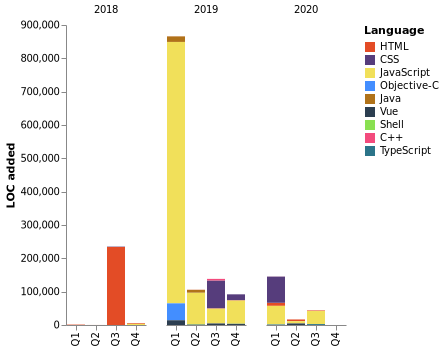 2018 2019 2020
900,000
800,000
700,000
600,000
500,000
400,000
300,000
200,000
100,000
0
LOC added
Q1 Q2 Q3 Q4 Q1 Q2 Q3 Q4 Q1 Q2 Q3 Q4
Language
HTML
CSS
JavaScript
Objective-C
Java
Vue
Shell
C++
TypeScript